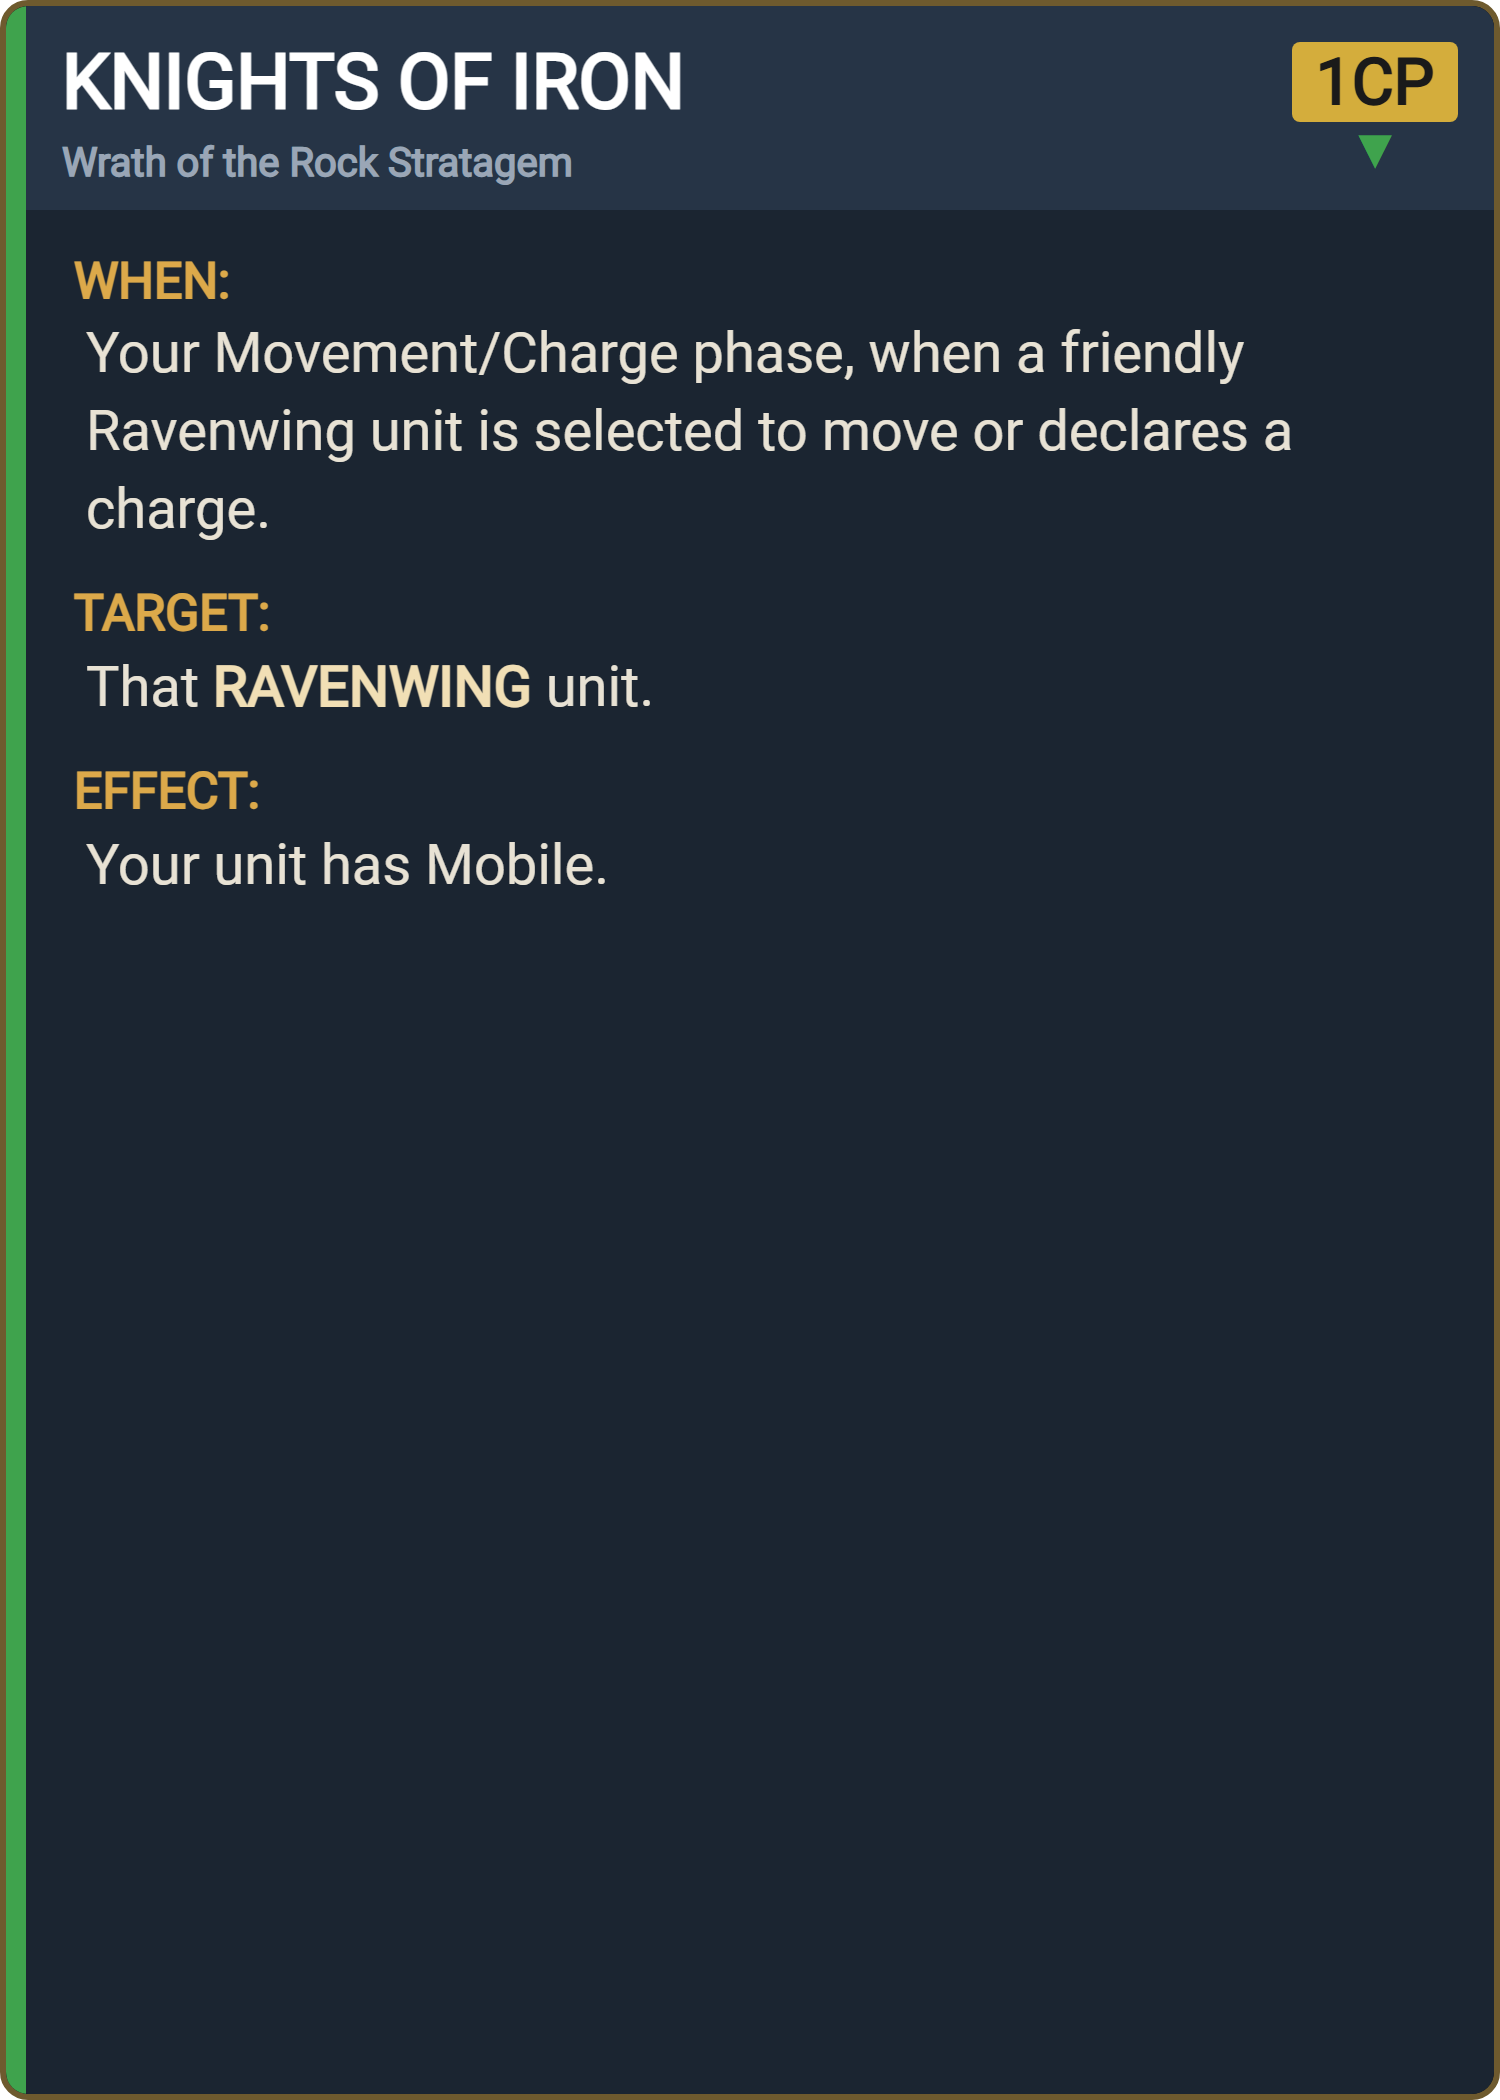 KNIGHTS OF IRON
1CP
Wrath of the Rock Stratagem
WHEN:
Your Movement/Charge phase, when a friendly
Ravenwing unit is selected to move or declares a
charge.
TARGET:
That RAVENWING unit.
EFFECT:
Your unit has Mobile.